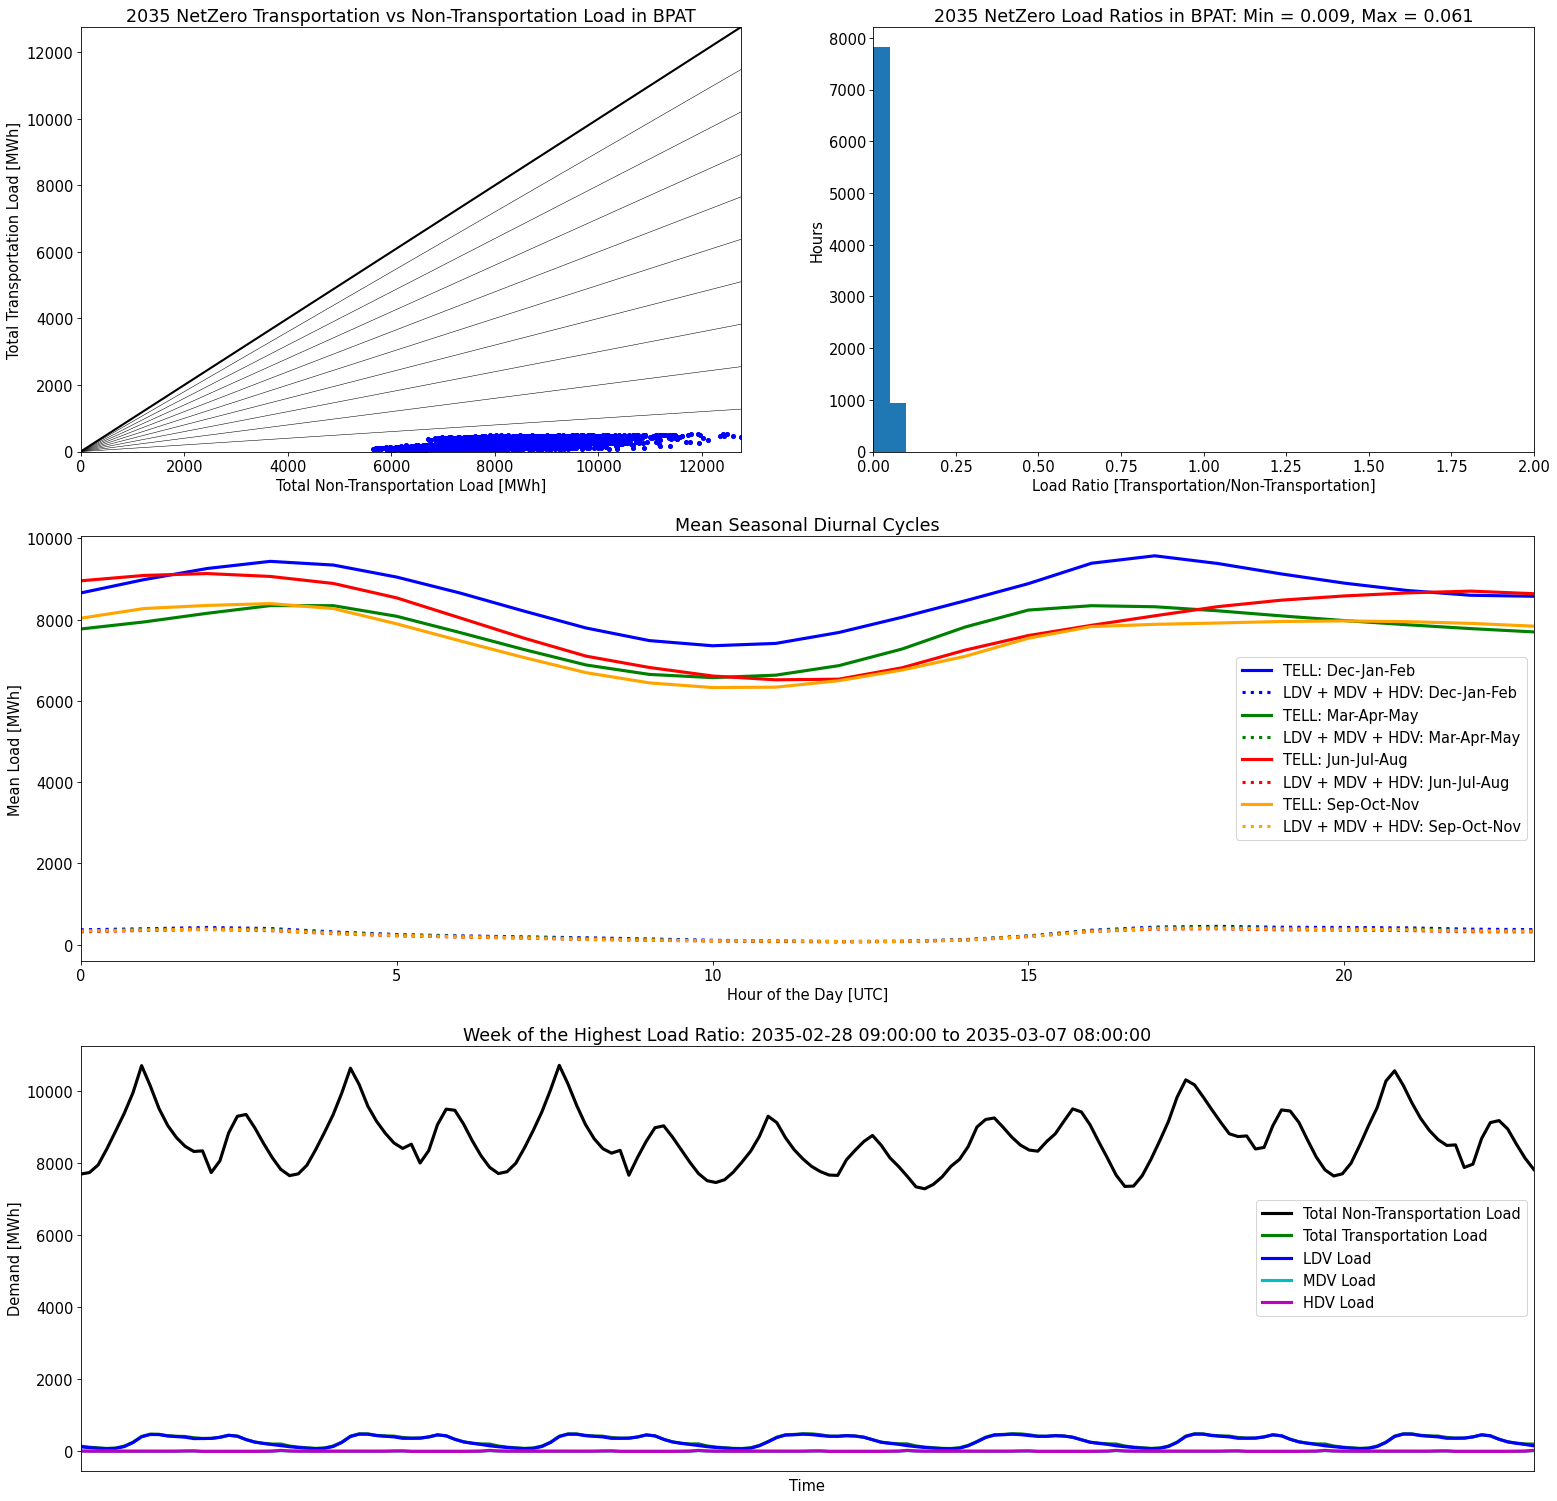 2035 NetZero Transportation vs Non-Transportation Load in BPAT
12000
10000
8000
6000
4000
2000
0
Total Transportation Load [MWh]
0 2000 4000 6000 8000 10000 12000
Total Non-Transportation Load [MWh]
2035 NetZero Load Ratios in BPAT: Min = 0.009, Max = 0.061
8000
7000
6000
5000
4000
3000
2000
1000
0
Hours
0.00 0.25 0.50 0.75 1.00 1.25 1.50 1.75 2.00
Load Ratio [Transportation/Non-Transportation]
Mean Seasonal Diurnal Cycles
10000
8000
6000
4000
2000
0
Mean Load [MWh]
TELL: Dec-Jan-Feb
LDV + MDV + HDV: Dec-Jan-Feb
TELL: Mar-Apr-May
LDV + MDV + HDV: Mar-Apr-May
TELL: Jun-Jul-Aug
LDV + MDV + HDV: Jun-Jul-Aug
TELL: Sep-Oct-Nov
LDV + MDV + HDV: Sep-Oct-Nov
0 5 10 15 20
Hour of the Day [UTC]
Week of the Highest Load Ratio: 2035-02-28 09:00:00 to 2035-03-07 08:00:00
10000
8000
6000
4000
2000
0
Demand [MWh]
Total Non-Transportation Load
Total Transportation Load
LDV Load
MDV Load
HDV Load
Time